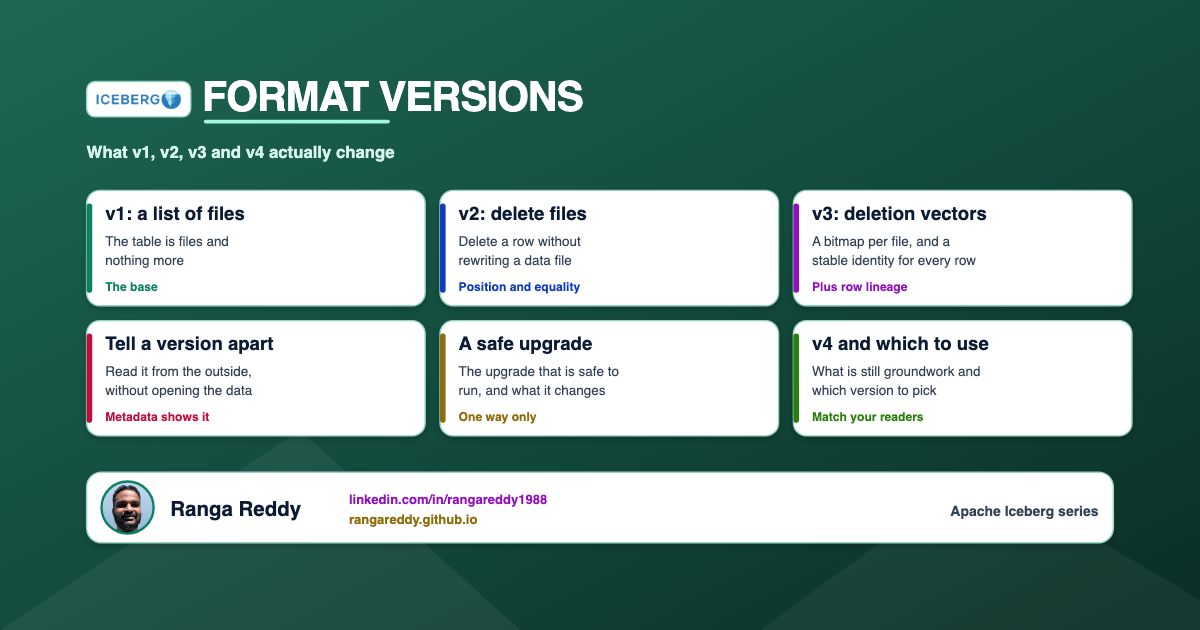 ICEBERG
FORMAT VERSIONS
What v1, v2, v3 and v4 actually change
v1: a list of files
The table is files and
nothing more
The base
v2: delete files
Delete a row without
rewriting a data file
Position and equality
v3: deletion vectors
A bitmap per file, and a
stable identity for every row
Plus row lineage
Tell a version apart
Read it from the outside,
without opening the data
Metadata shows it
A safe upgrade
The upgrade that is safe to
run, and what it changes
One way only
v4 and which to use
What is still groundwork and
which version to pick
Match your readers
Ranga Reddy
linkedin.com/in/rangareddy1988
rangareddy.github.io
Apache Iceberg series